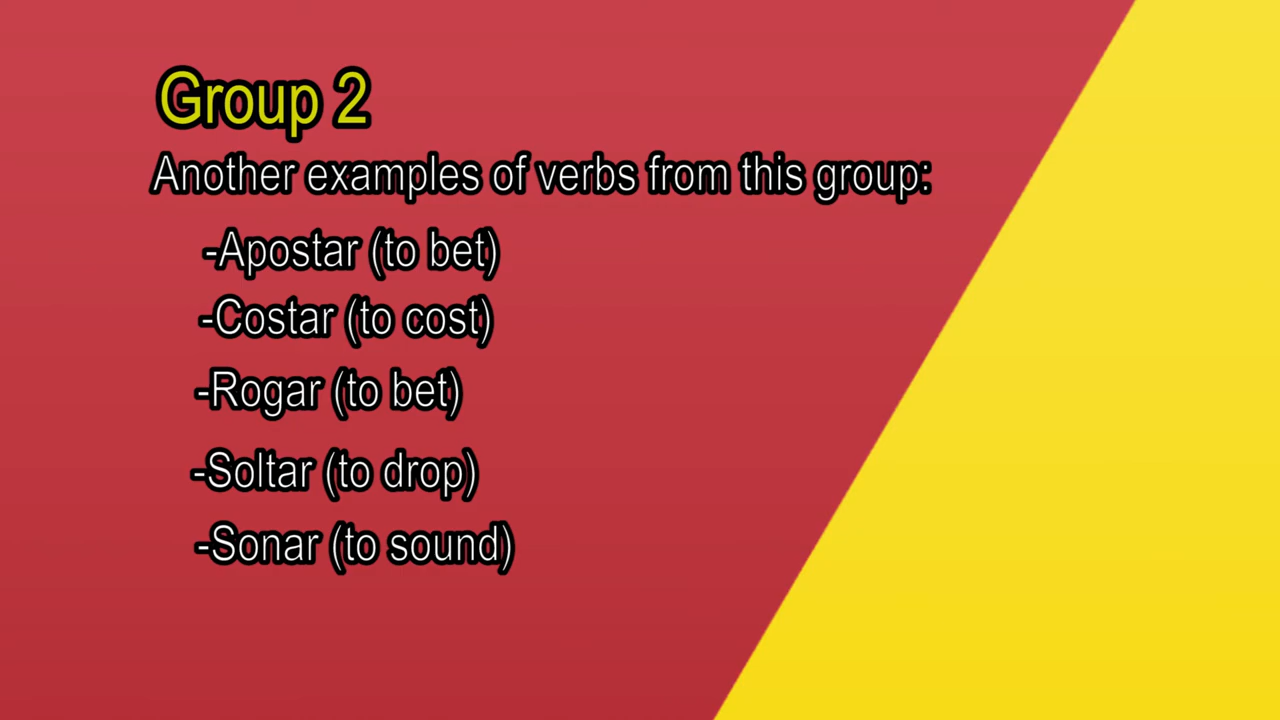 Group 2
Another examples of verbs from this group:
-Apostar (to bet)
-Costar (to cost)
-Rogar (to bet)
-Soltar (to drop)
-Sonar (to sound)